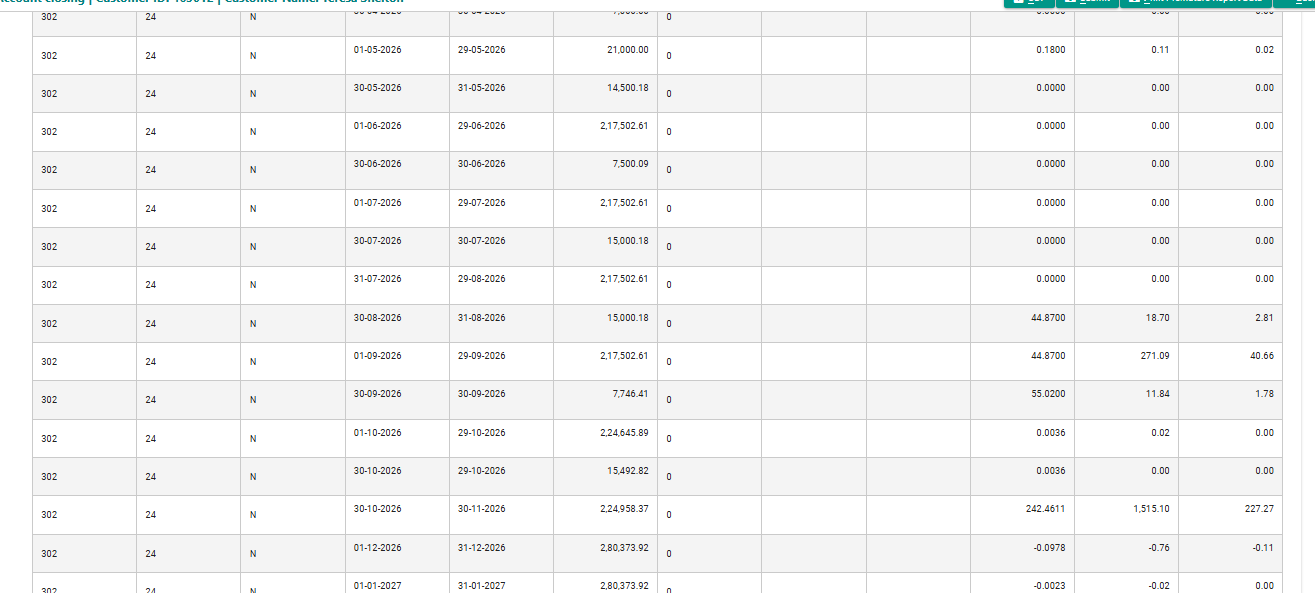 302 24 N 0
302 24 N 01-05-2026 29-05-2026 21,000.00 0 0.1800 0.11 0.02
302 24 N 30-05-2026 31-05-2026 14,500.18 0 0.0000 0.00 0.00
302 24 N 01-06-2026 29-06-2026 2,17,502.61 0 0.0000 0.00 0.00
302 24 N 30-06-2026 30-06-2026 7,500.09 0 0.0000 0.00 0.00
302 24 N 01-07-2026 29-07-2026 2,17,502.61 0 0.0000 0.00 0.00
302 24 N 30-07-2026 30-07-2026 15,000.18 0 0.0000 0.00 0.00
302 24 N 31-07-2026 29-08-2026 2,17,502.61 0 0.0000 0.00 0.00
302 24 N 30-08-2026 31-08-2026 15,000.18 0 44.8700 18.70 2.81
302 24 N 01-09-2026 29-09-2026 2,17,502.61 0 44.8700 271.09 40.66
302 24 N 30-09-2026 30-09-2026 7,746.41 0 55.0200 11.84 1.78
302 24 N 01-10-2026 29-10-2026 2,24,645.89 0 0.0036 0.02 0.00
302 24 N 30-10-2026 29-10-2026 15,492.82 0 0.0036 0.00 0.00
302 24 N 30-10-2026 30-11-2026 2,24,958.37 0 242.4611 1,515.10 227.27
302 24 N 01-12-2026 31-12-2026 2,80,373.92 0 -0.0978 -0.76 -0.11
302 24 N 01-01-2027 31-01-2027 2,80,373.92 0 -0.0023 -0.02 0.00